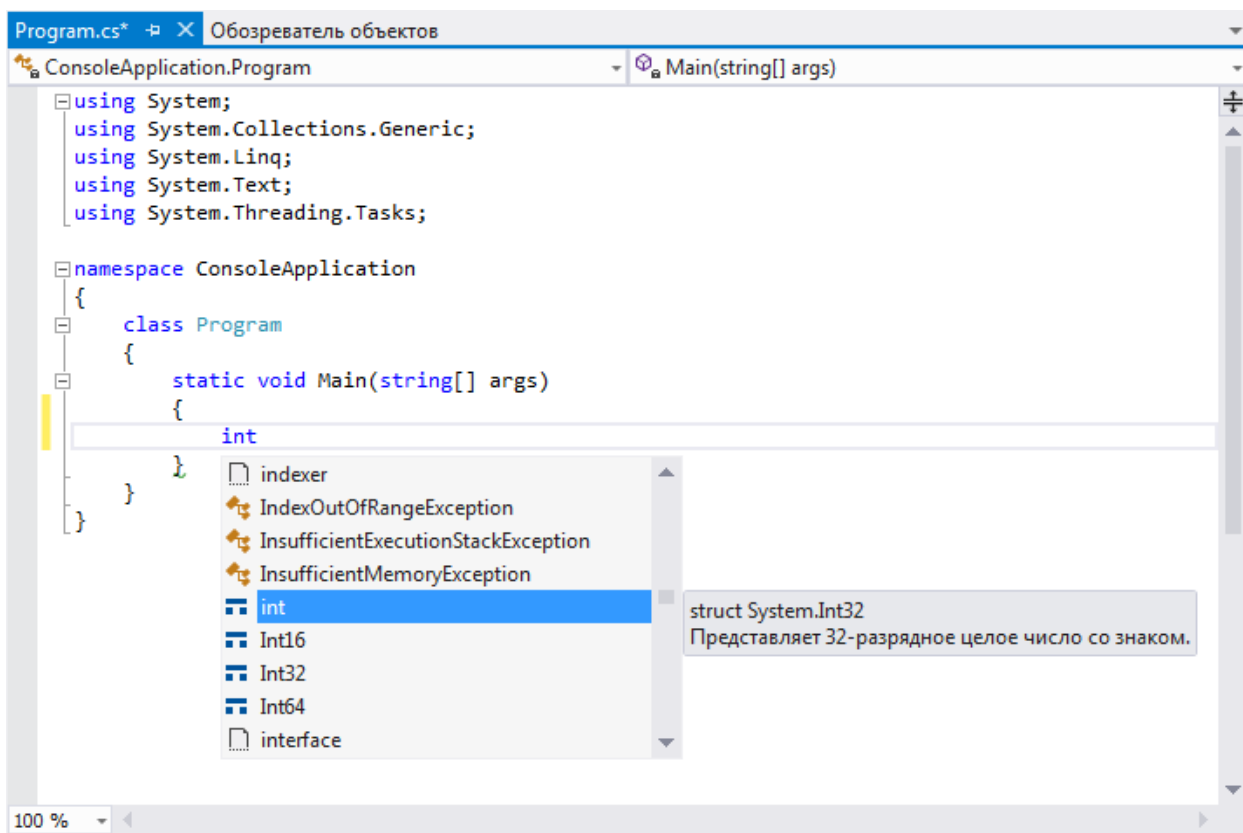 Program.cs* Обозреватель объектов
ConsoleApplication.Program Main(string[] args)
using System;
using System.Collections.Generic;
using System.Linq;
using System.Text;
using System.Threading.Tasks;
namespace ConsoleApplication
{
class Program
{
static void Main(string[] args)
{
int
}
}
}
indexer
IndexOutOfRangeException
InsufficientExecutionStackException
InsufficientMemoryException
int
Int16
Int32
Int64
interface
struct System.Int32
Представляет 32-разрядное целое число со знаком.
100 %